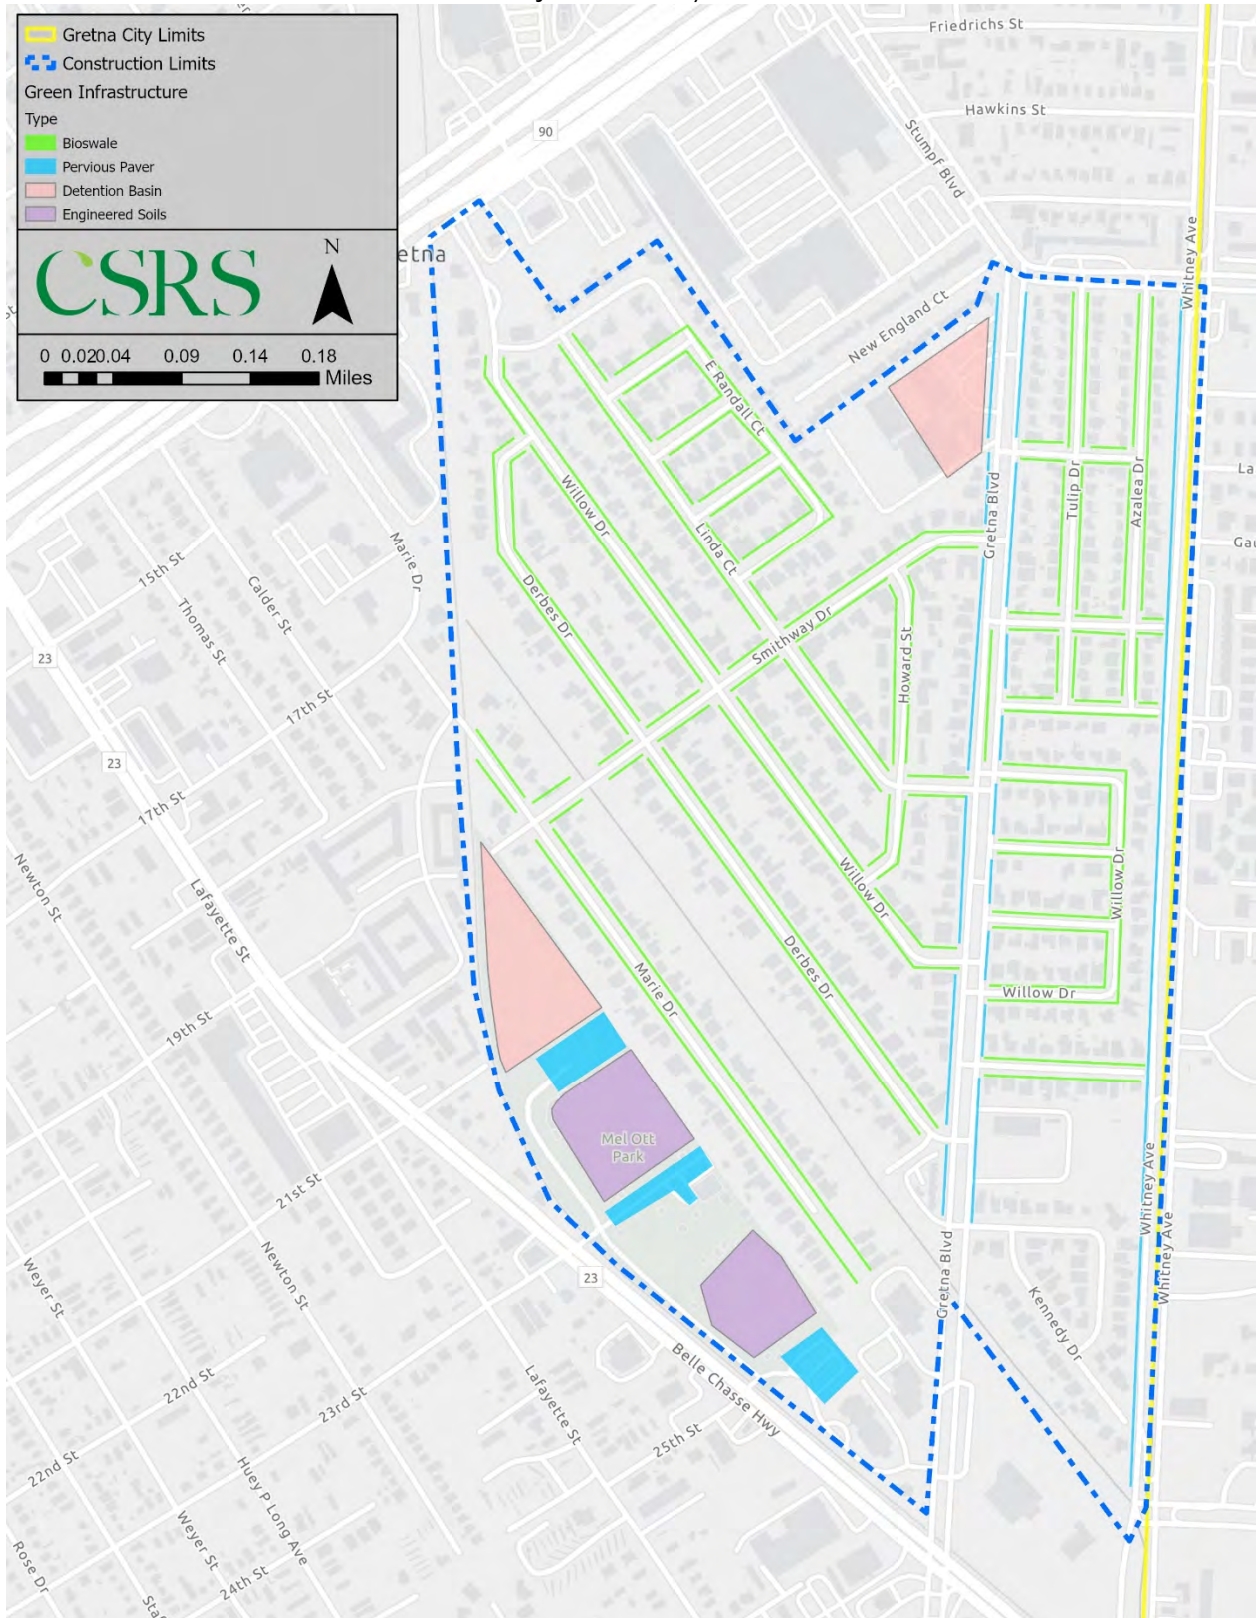 Gretna City Limits
Construction Limits
Green Infrastructure
Type
Bioswale
Pervious Paver
Detention Basin
Engineered Soils
CSRS
N
0 0.020.04 0.09 0.14 0.18
Miles
etna
Friedrichs St
Hawkins St
90
Stumpf Blvd
Whitney Ave
New England Ct
E Randall Ct
La
Gau
Tulip Dr
Azalea Dr
Gretna Blvd
Willow Dr
Linda Ct
Marie Dr
15th St
Calder St
Thomas St
Derbes Dr
Smithway Dr
Howard St
23
17th St
23
17th St
Newton St
Lafayette St
Willow Dr
Willow Dr
Derbes Dr
Marie Dr
Willow Dr
19th St
Mel Ott
Park
21st St
Newton St
Weyer St
Whitney Ave
Whitney Ave
Gretna Blvd
Kennedy Dr
23
Belle Chasse Hwy
22nd St
23rd St
Lafayette St
25th St
22nd St
Huey P Long Ave
Weyer St
24th St
Rose Dr
Sta